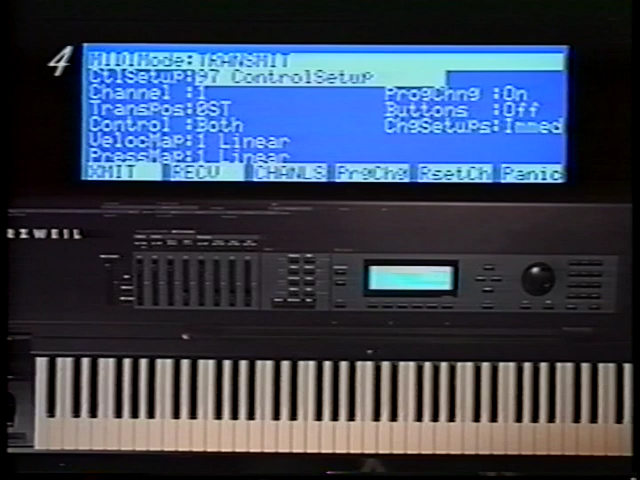 4
MIDIMode:TRANSMIT
CtlSetup:97 ControlSetup
Channel :1 ProgChng :On
Transpos:0ST Buttons :Off
Control :Both ChgSetups:Immed
VelocMap:1 Linear
PressMap:1 Linear
XMIT RECV CHANLS PrgChg RsetCh Panic
RZWEIL